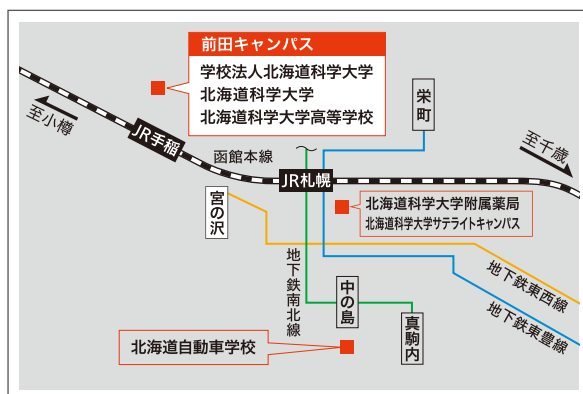 前田キャンパス
学校法人北海道科学大学
北海道科学大学
北海道科学大学高等学校
栄町
至小樽
JR手稲
函館本線
至千歳
JR札幌
宮の沢
北海道科学大学附属薬局
北海道科学大学サテライトキャンパス
地下鉄南北線
地下鉄東西線
中の島
地下鉄東豊線
真駒内
北海道自動車学校